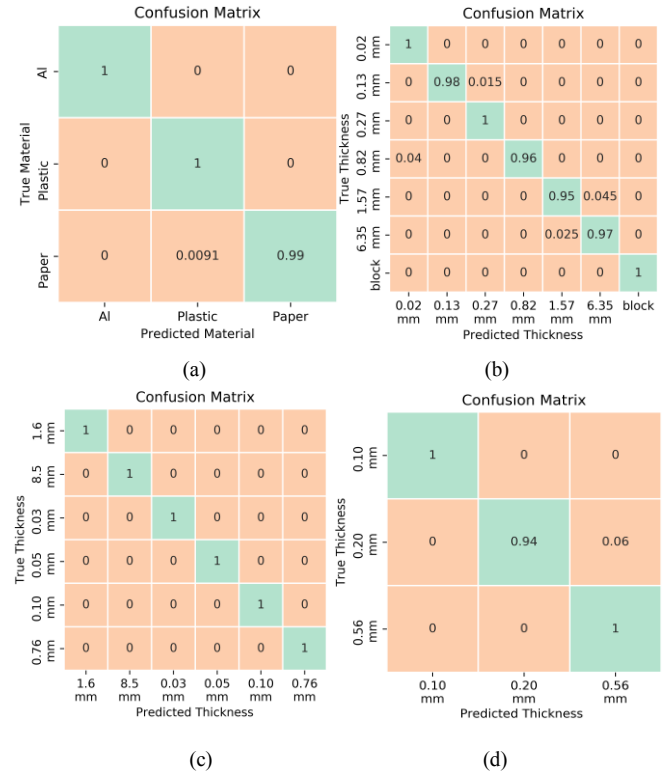 Confusion Matrix
True Material
Al
1 0 0
Plastic
0 1 0
Paper
0 0.0091 0.99
Al Plastic Paper
Predicted Material
(a)
Confusion Matrix
True Thickness
0.02 mm
1 0 0 0 0 0 0
0.13 mm
0 0.98 0.015 0 0 0 0
0.27 mm
0 0 1 0 0 0 0
0.82 mm
0.04 0 0 0.96 0 0 0
1.57 mm
0 0 0 0 0.95 0.045 0
6.35 mm
0 0 0 0 0.025 0.97 0
block
0 0 0 0 0 0 1
0.02 0.13 0.27 0.82 1.57 6.35 block
mm mm mm mm mm mm
Predicted Thickness
(b)
Confusion Matrix
True Thickness
1.6 mm
1 0 0 0 0 0
8.5 mm
0 1 0 0 0 0
0.03 mm
0 0 1 0 0 0
0.05 mm
0 0 0 1 0 0
0.10 mm
0 0 0 0 1 0
0.76 mm
0 0 0 0 0 1
1.6 8.5 0.03 0.05 0.10 0.76
mm mm mm mm mm mm
Predicted Thickness
(c)
Confusion Matrix
True Thickness
0.10 mm
1 0 0
0.20 mm
0 0.94 0.06
0.56 mm
0 0 1
0.10 0.20 0.56
mm mm mm
Predicted Thickness
(d)